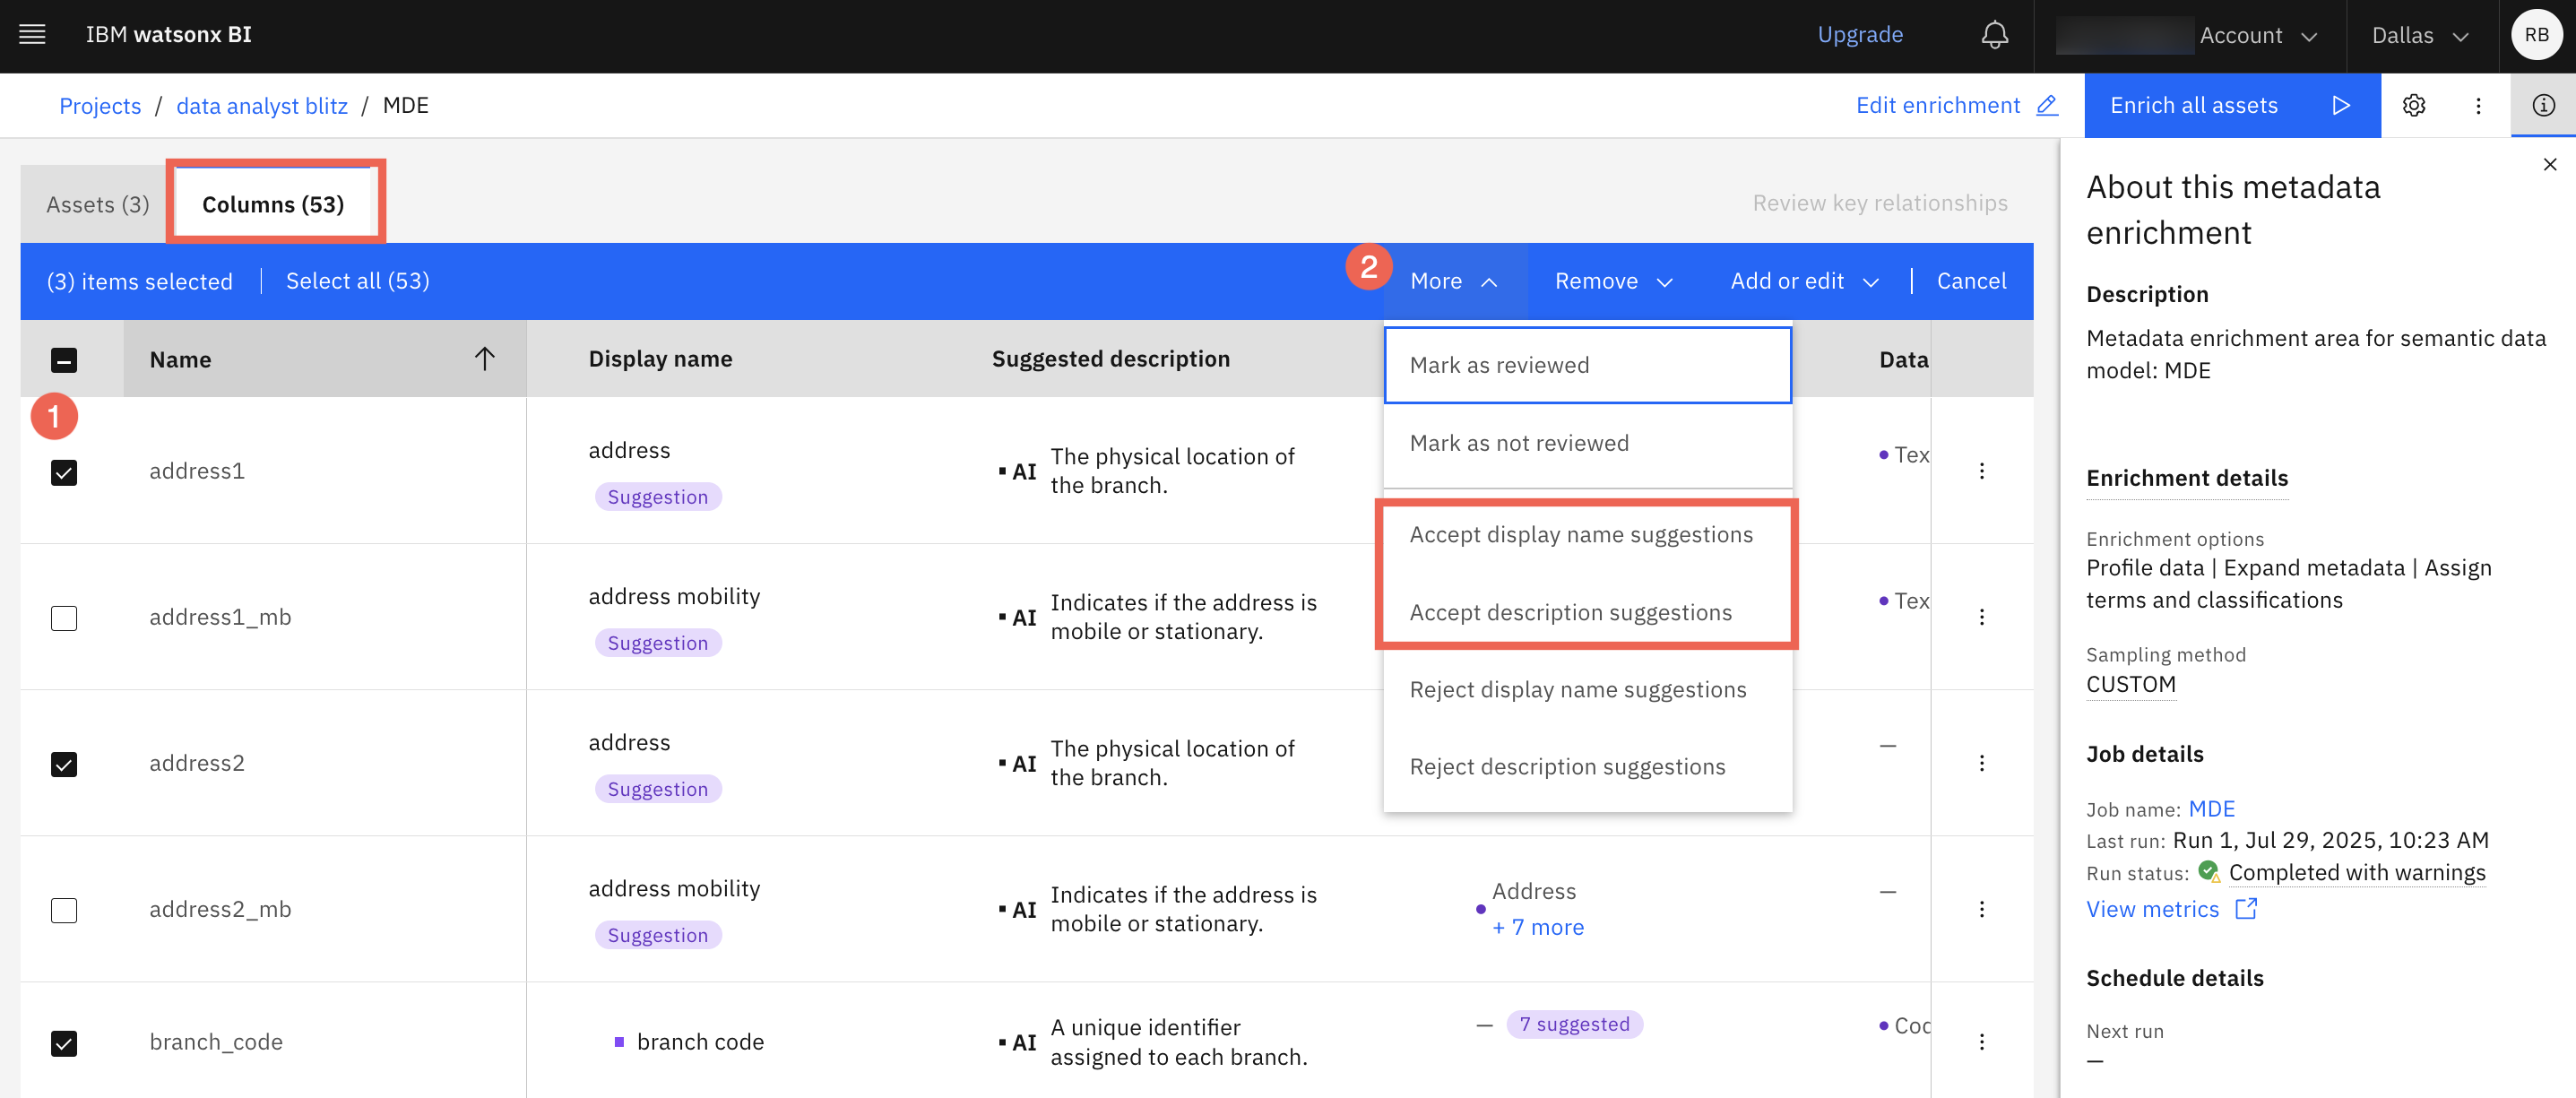 IBM watsonx BI
Upgrade
Account
Dallas
RB
Projects / data analyst blitz / MDE
Edit enrichment
Enrich all assets
Assets (3)
Columns (53)
Review key relationships
(3) items selected
Select all (53)
2
More
Remove
Add or edit
Cancel
Name
Display name
Suggested description
Data
1
address1
address
Suggestion
AI
The physical location of
the branch.
Tex
address1_mb
address mobility
Suggestion
AI
Indicates if the address is
mobile or stationary.
Tex
address2
address
Suggestion
AI
The physical location of
the branch.
—
address2_mb
address mobility
Suggestion
AI
Indicates if the address is
mobile or stationary.
Address
+ 7 more
—
branch_code
branch code
AI
A unique identifier
assigned to each branch.
— 7 suggested
Coc
Mark as reviewed
Mark as not reviewed
Accept display name suggestions
Accept description suggestions
Reject display name suggestions
Reject description suggestions
About this metadata
enrichment
Description
Metadata enrichment area for semantic data
model: MDE
Enrichment details
Enrichment options
Profile data | Expand metadata | Assign
terms and classifications
Sampling method
CUSTOM
Job details
Job name: MDE
Last run: Run 1, Jul 29, 2025, 10:23 AM
Run status: Completed with warnings
View metrics
Schedule details
Next run
—